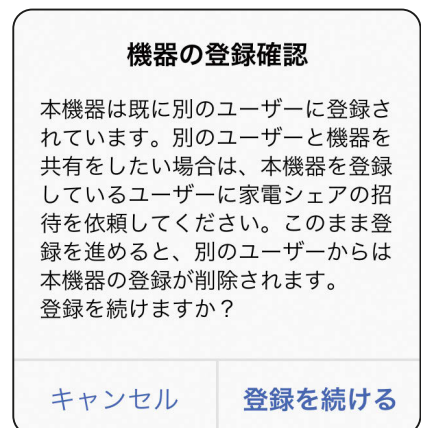 機器の登録確認
本機器は既に別のユーザーに登録さ
れています。別のユーザーと機器を
共有をしたい場合は、本機器を登録
しているユーザーに家電シェアの招
待を依頼してください。このまま登
録を進めると、別のユーザーからは
本機器の登録が削除されます。
登録を続けますか？
キャンセル
登録を続ける